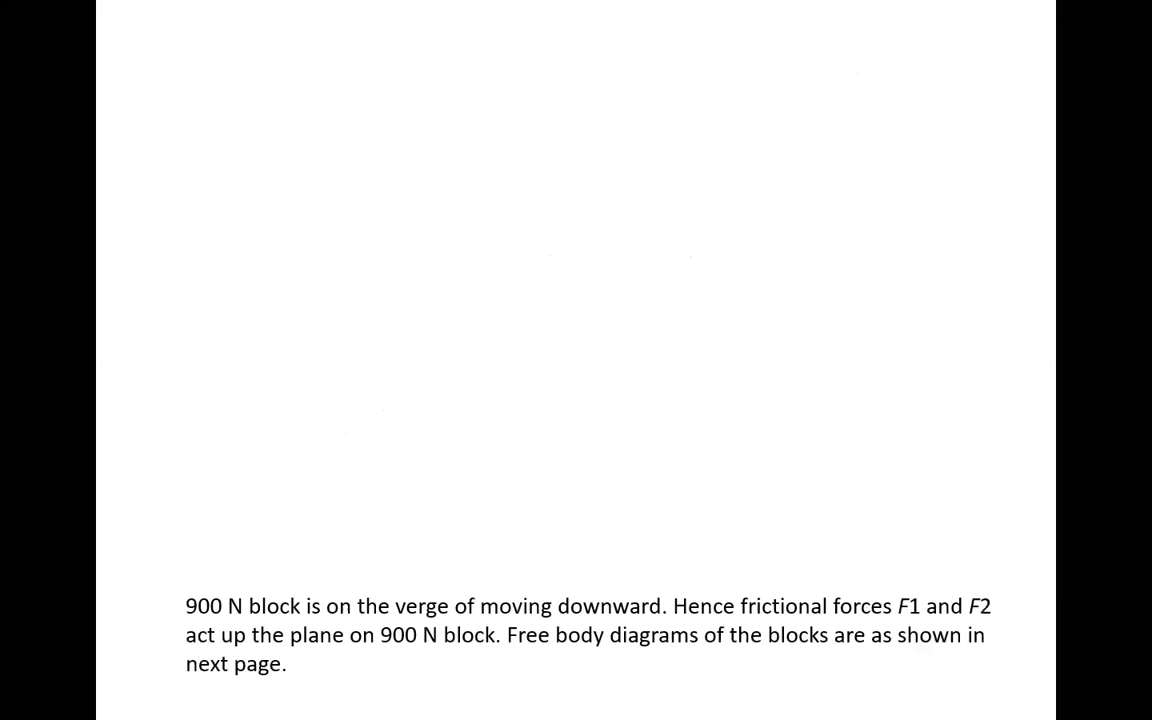 900 N block is on the verge of moving downward. Hence frictional forces F1 and F2
act up the plane on 900 N block. Free body diagrams of the blocks are as shown in
next page.